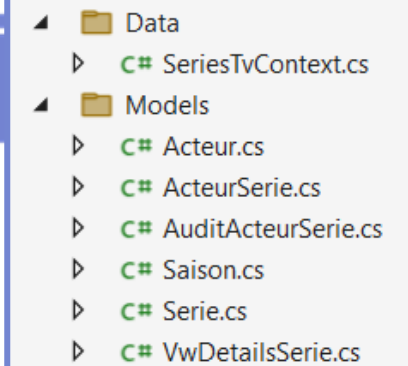 Data
C# SeriesTvContext.cs
Models
C# Acteur.cs
C# ActeurSerie.cs
C# AuditActeurSerie.cs
C# Saison.cs
C# Serie.cs
C# VwDetailsSerie.cs